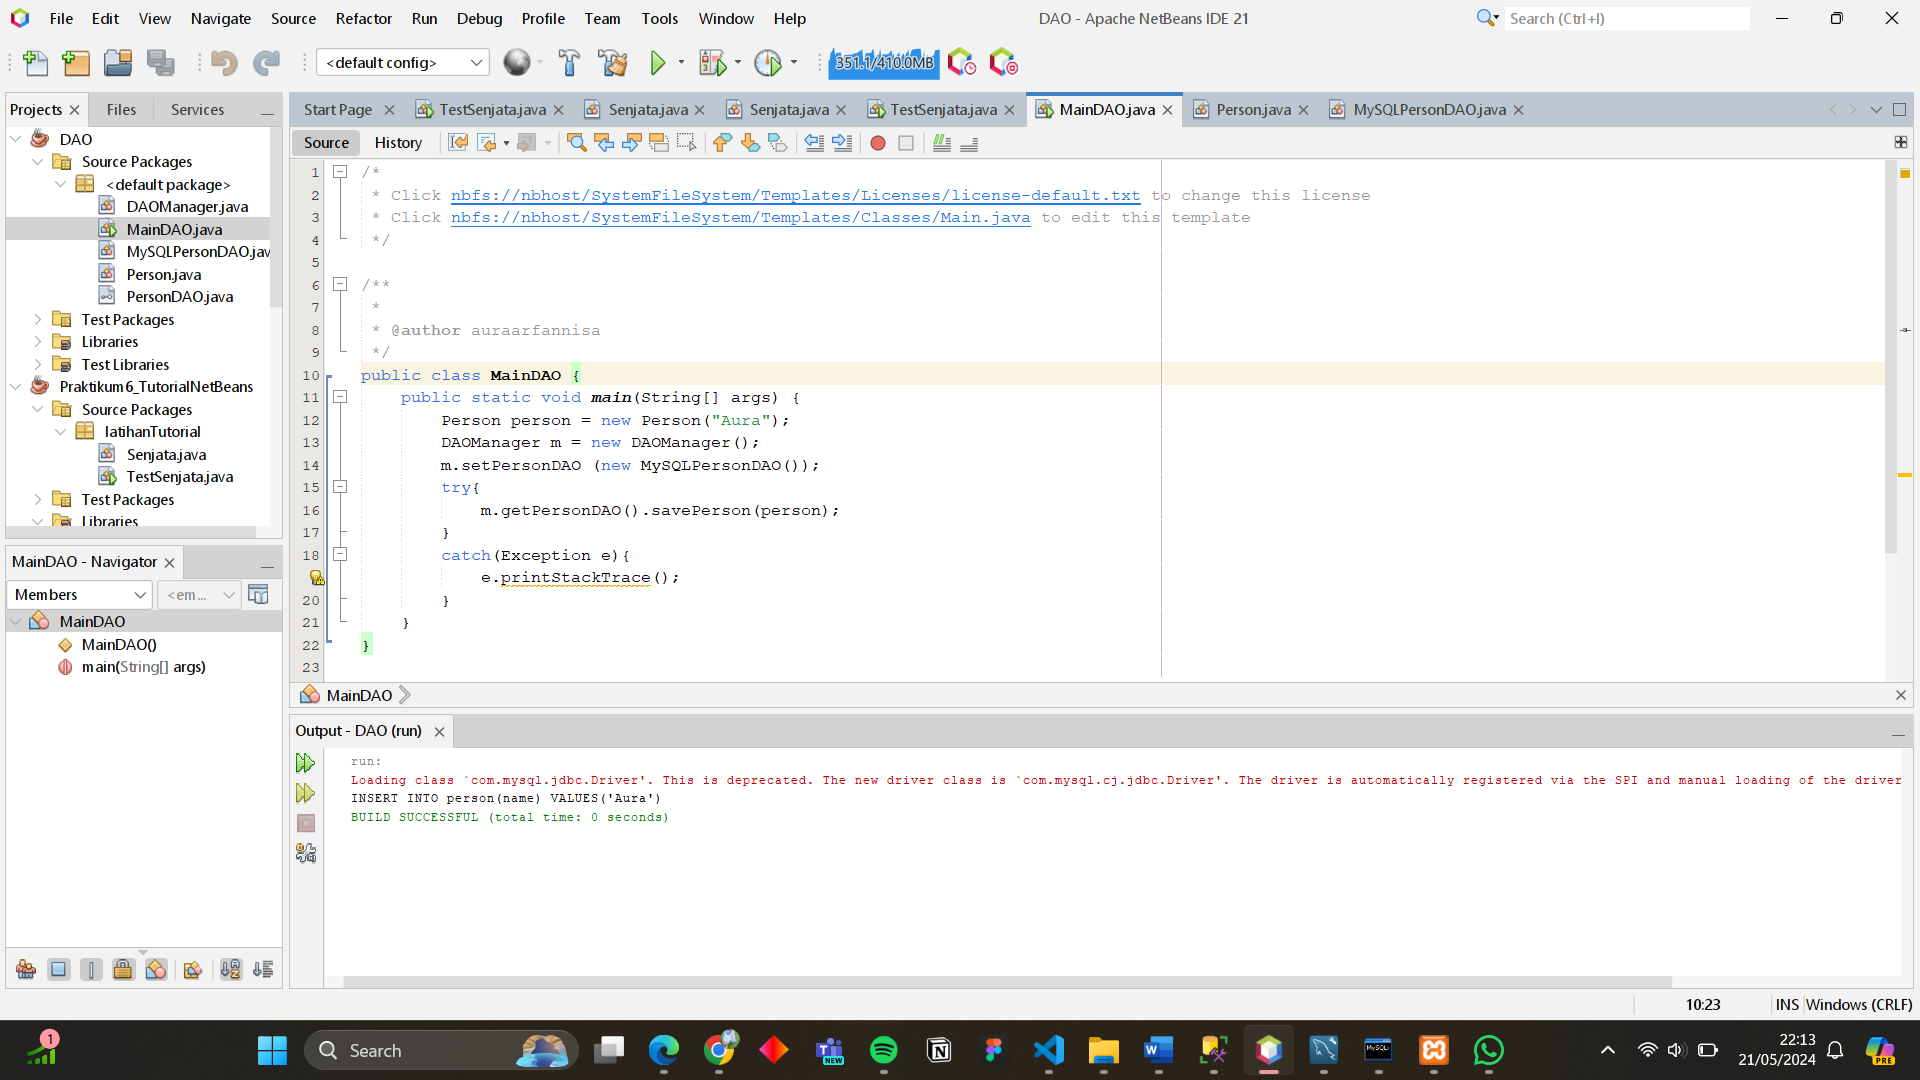 File Edit View Navigate Source Refactor Run Debug Profile Team Tools Window Help
DAO - Apache NetBeans IDE 21
Search (Ctrl+I)
<default config>
351.1/410.0MB
Projects Files Services
Start Page TestSenjata.java Senjata.java Senjata.java TestSenjata.java MainDAO.java Person.java MySQLPersonDAO.java
Source History
DAO
Source Packages
<default package>
DAOManager.java
MainDAO.java
MySQLPersonDAO.jav
Person.java
PersonDAO.java
Test Packages
Libraries
Test Libraries
Praktikum6_TutorialNetBeans
Source Packages
latihanTutorial
Senjata.java
TestSenjata.java
Test Packages
Libraries
1 /*
2 * Click nbfs://nbhost/SystemFileSystem/Templates/Licenses/license-default.txt to change this license
3 * Click nbfs://nbhost/SystemFileSystem/Templates/Classes/Main.java to edit this template
4 */
5
6 /**
7 *
8 * @author auraarfannisa
9 */
10 public class MainDAO {
11 public static void main(String[] args) {
12 Person person = new Person("Aura");
13 DAOManager m = new DAOManager();
14 m.setPersonDAO (new MySQLPersonDAO());
15 try{
16 m.getPersonDAO().savePerson(person);
17 }
18 catch(Exception e){
e.printStackTrace();
20 }
21 }
22 }
23
MainDAO
MainDAO - Navigator
Members <em...
MainDAO
MainDAO()
main(String[] args)
Output - DAO (run)
run:
Loading class `com.mysql.jdbc.Driver'. This is deprecated. The new driver class is `com.mysql.cj.jdbc.Driver'. The driver is automatically registered via the SPI and manual loading of the driver
INSERT INTO person(name) VALUES('Aura')
BUILD SUCCESSFUL (total time: 0 seconds)
10:23 INS Windows (CRLF)
1
Search
NEW
MySQL
22:13
21/05/2024
PRE